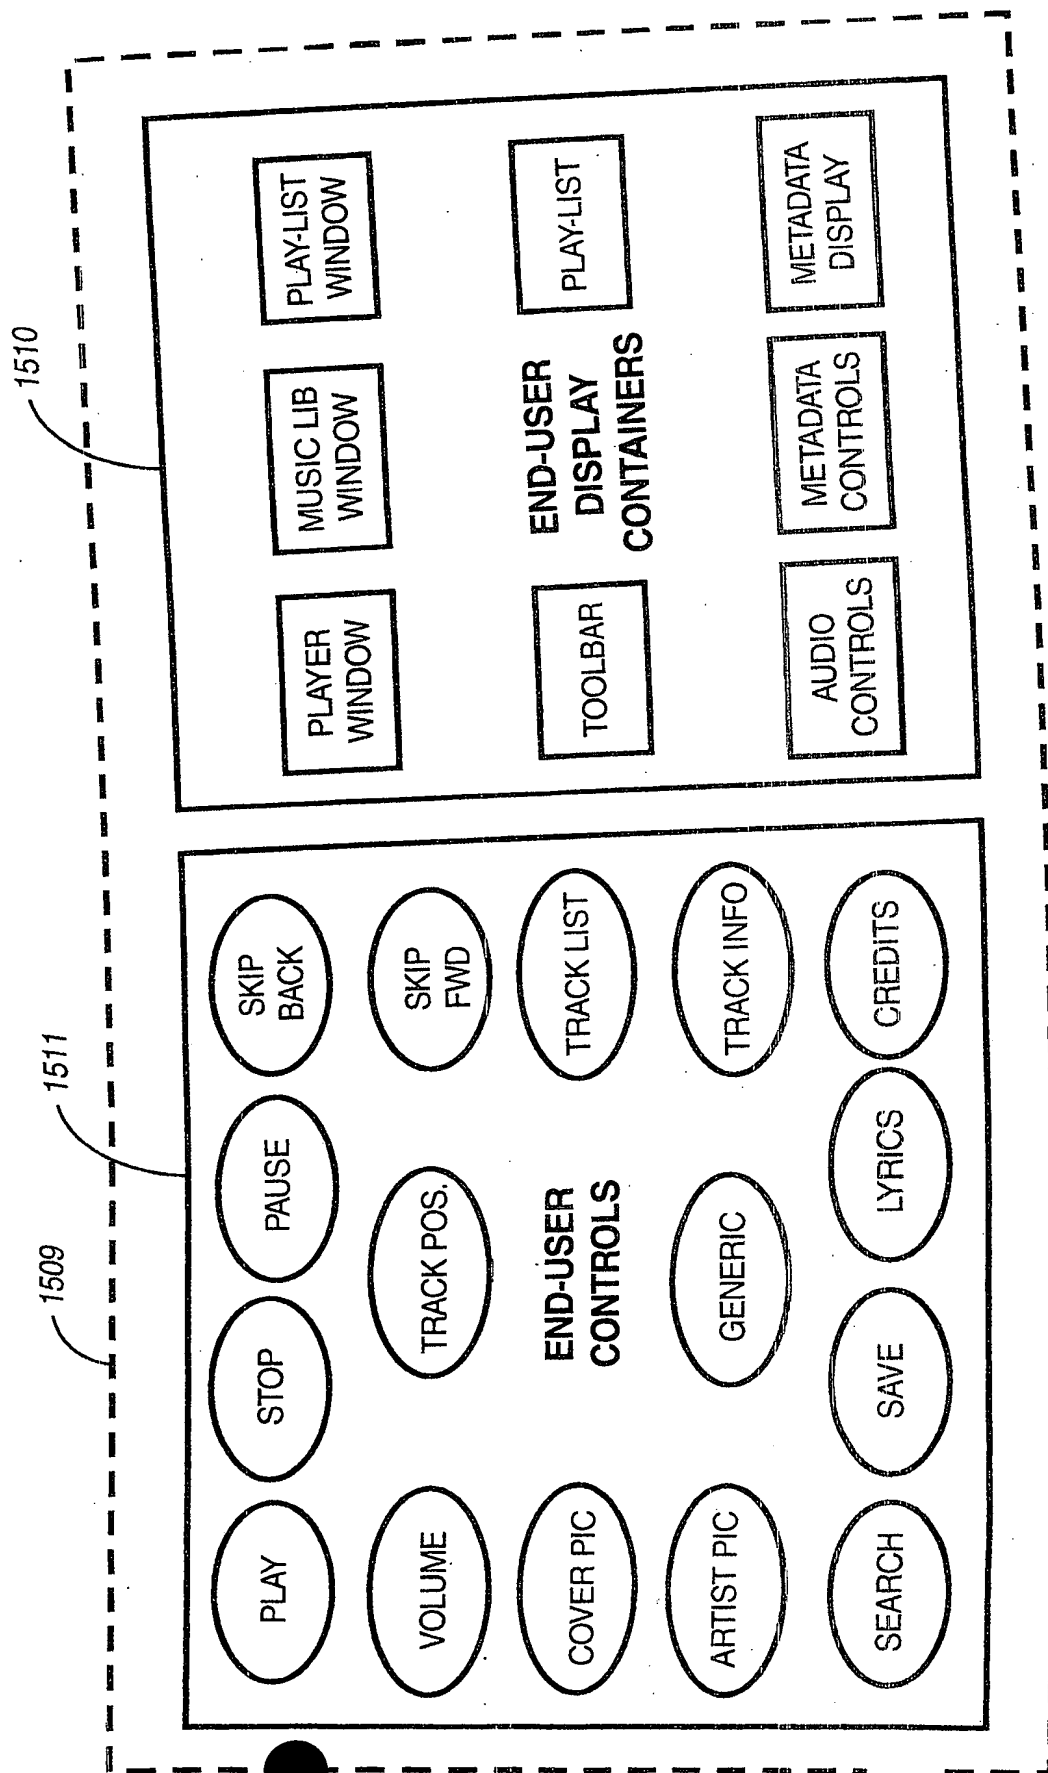 1509
1511
1510
PLAY
STOP
PAUSE
SKIP
BACK
VOLUME
TRACK POS.
SKIP
FWD
COVER PIC
END-USER
CONTROLS
TRACK LIST
ARTIST PIC
GENERIC
TRACK INFO
SEARCH
SAVE
LYRICS
CREDITS
PLAYER
WINDOW
MUSIC LIB
WINDOW
PLAY-LIST
WINDOW
TOOLBAR
END-USER
DISPLAY
CONTAINERS
PLAY-LIST
AUDIO
CONTROLS
METADATA
CONTROLS
METADATA
DISPLAY